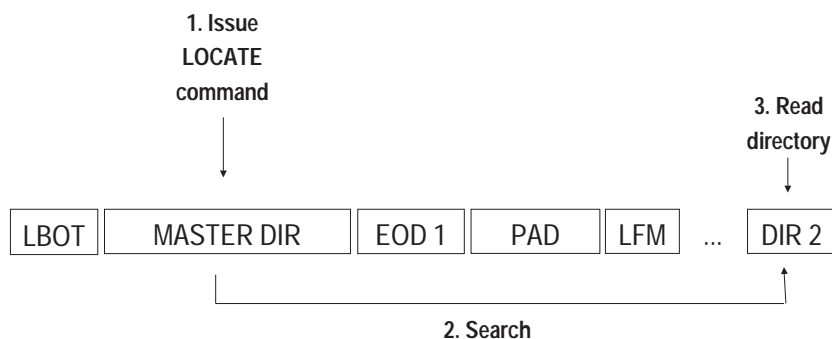 1. Issue
LOCATE
command
3. Read
directory
LBOT MASTER DIR EOD 1 PAD LFM ... DIR 2
2. Search